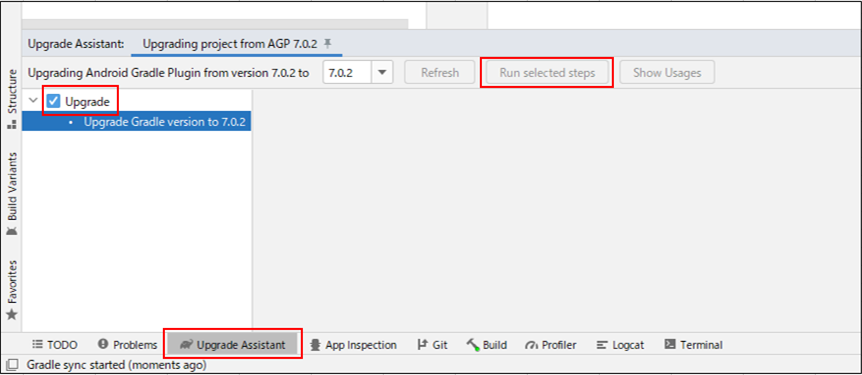 Upgrade Assistant: Upgrading project from AGP 7.0.2
Upgrading Android Gradle Plugin from version 7.0.2 to 7.0.2 Refresh Run selected steps Show Usages
Upgrade
• Upgrade Gradle version to 7.0.2
Structure
Build Variants
Favorites
TODO Problems Upgrade Assistant App Inspection Git Build Profiler Logcat Terminal
Gradle sync started (moments ago)